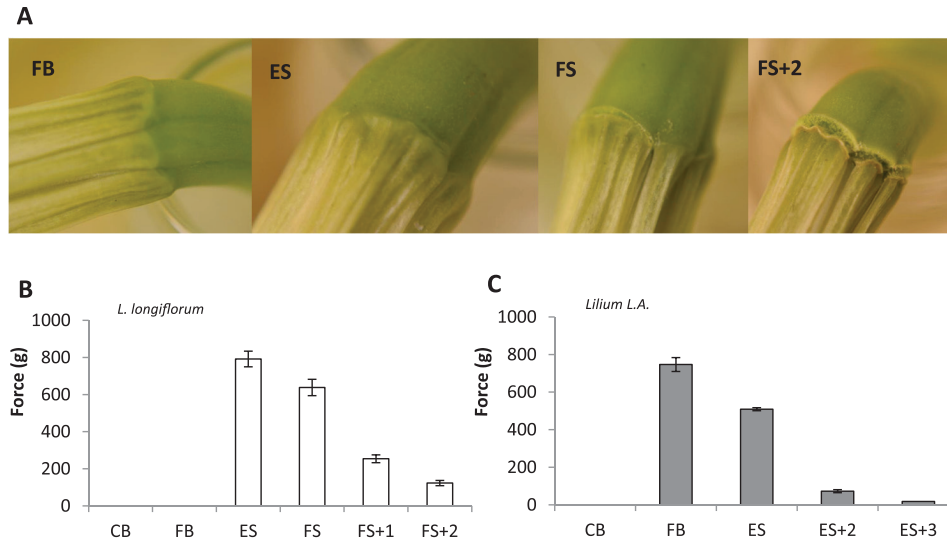 A
FB
ES
FS
FS+2
B
L. longiflorum
Force (g)
1000
800
600
400
200
0
CB
FB
ES
FS
FS+1
FS+2
C
Lilium L.A.
Force (g)
1000
800
600
400
200
0
CB
FB
ES
ES+2
ES+3